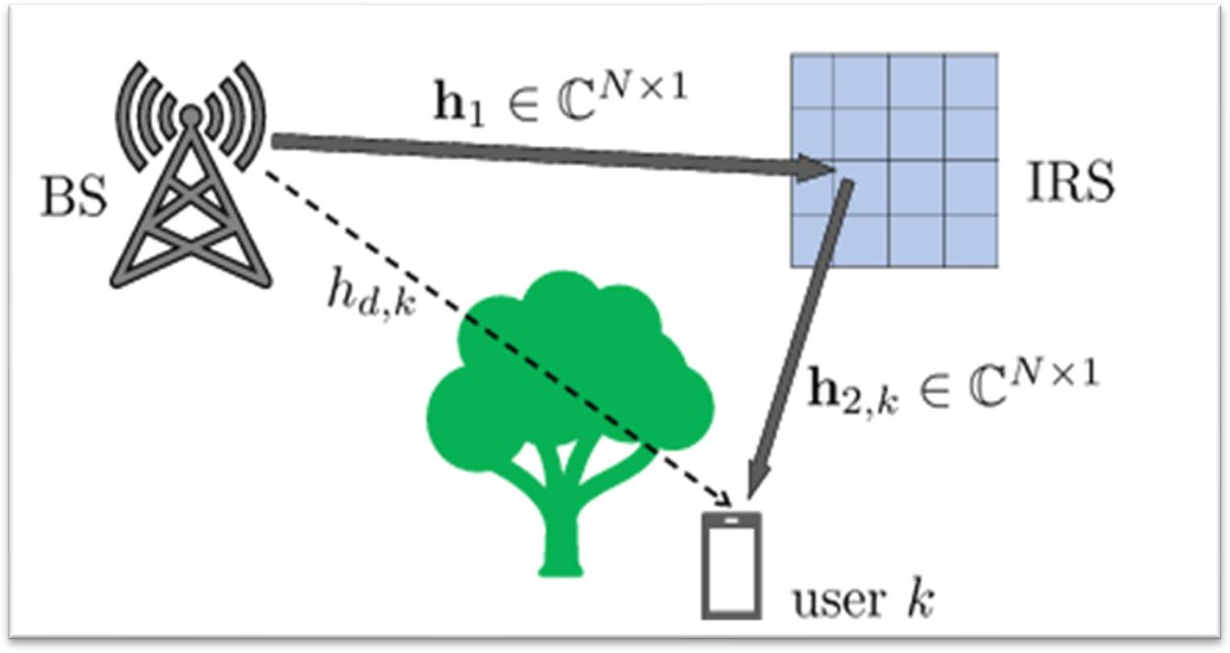 𝐡₁ ∈ ℂ^{N×1}
BS
IRS
h_{d,k}
𝐡_{2,k} ∈ ℂ^{N×1}
user k